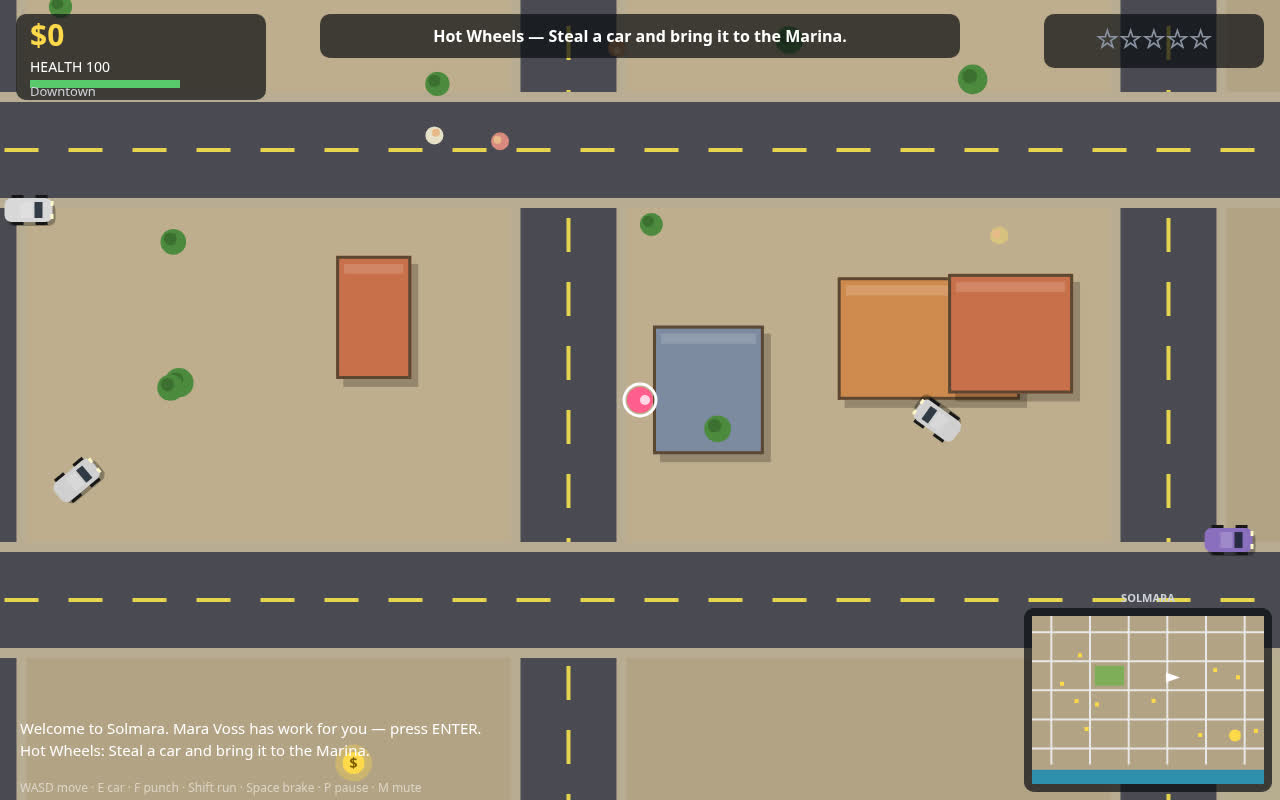 $0
HEALTH 100
Downtown
Hot Wheels — Steal a car and bring it to the Marina.
☆☆☆☆☆
SOLMARA
Welcome to Solmara. Mara Voss has work for you — press ENTER.
Hot Wheels: Steal a car and bring it to the Marina.
$
WASD move · E car · F punch · Shift run · Space brake · P pause · M mute